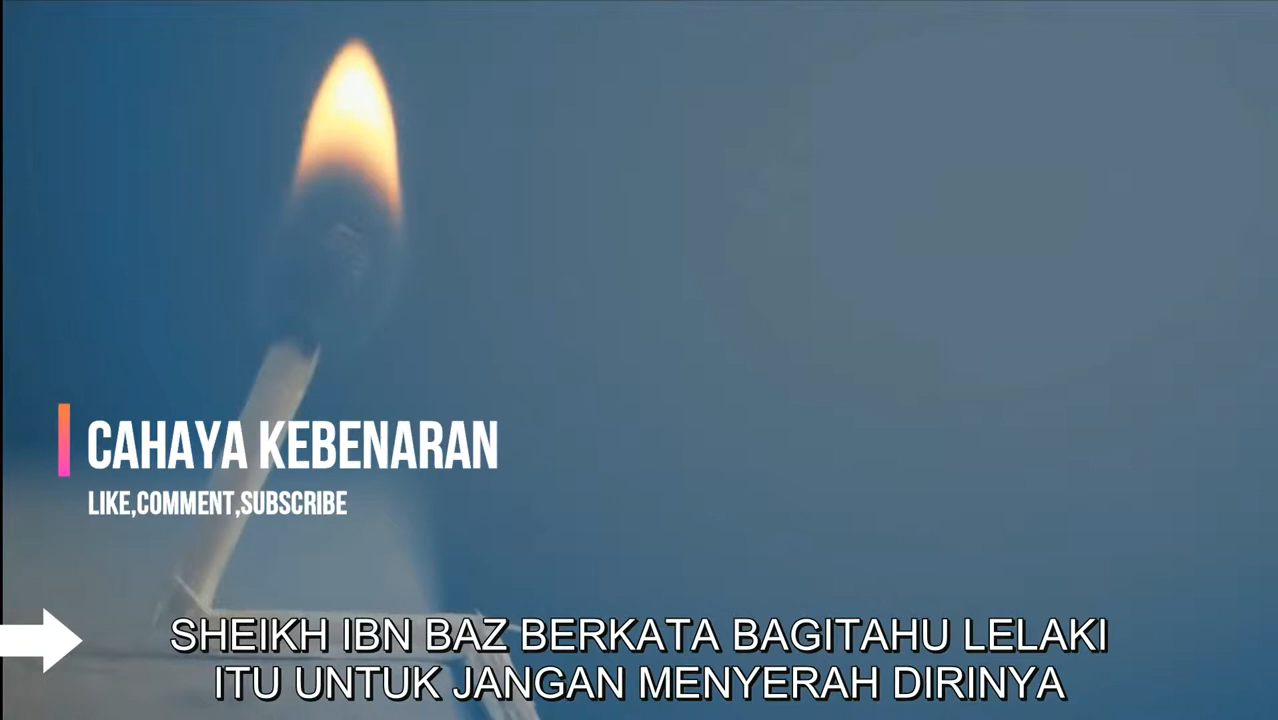 CAHAYA KEBENARAN
LIKE,COMMENT,SUBSCRIBE
SHEIKH IBN BAZ BERKATA BAGITAHU LELAKI
ITU UNTUK JANGAN MENYERAH DIRINYA